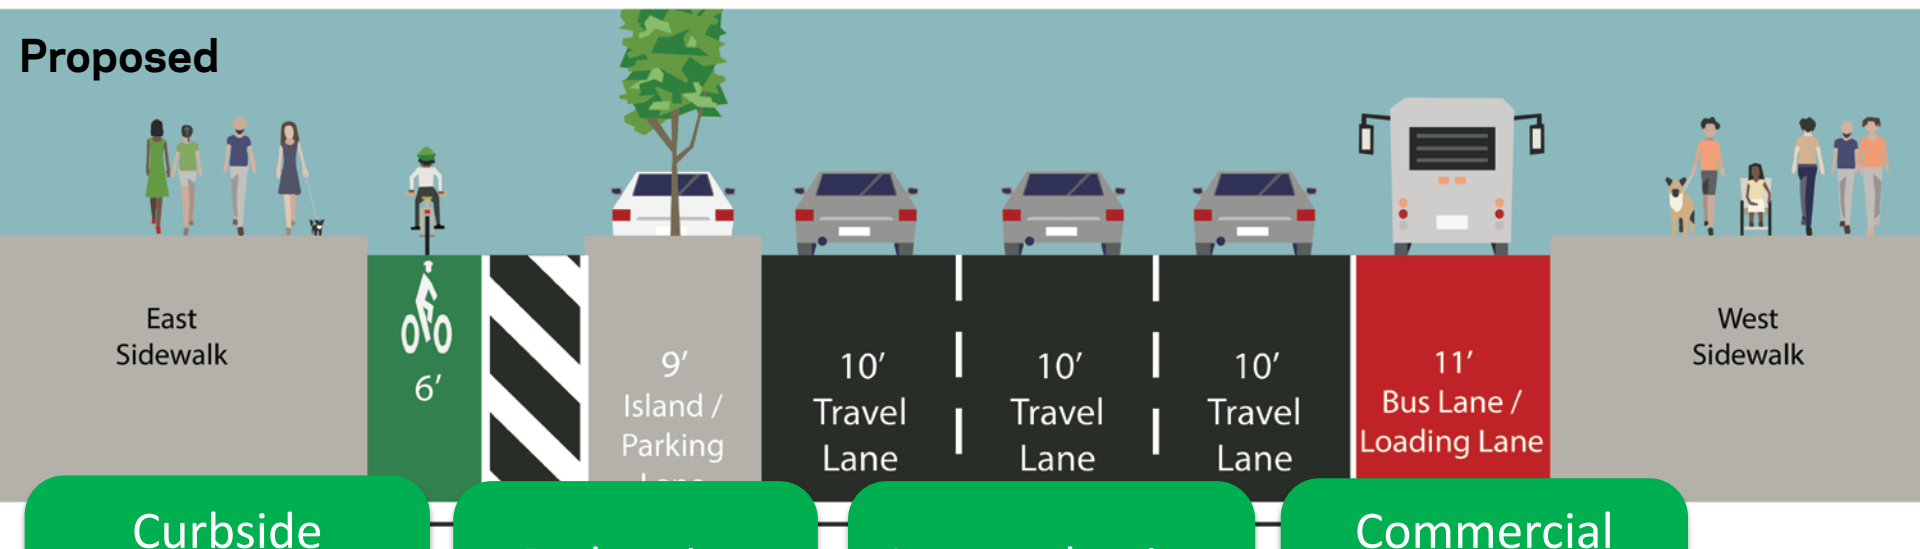 Proposed
East
Sidewalk
6'
9'
Island /
Parking
Lane
10'
Travel
Lane
10'
Travel
Lane
10'
Travel
Lane
11'
Bus Lane /
Loading Lane
West
Sidewalk
Curbside
Commercial